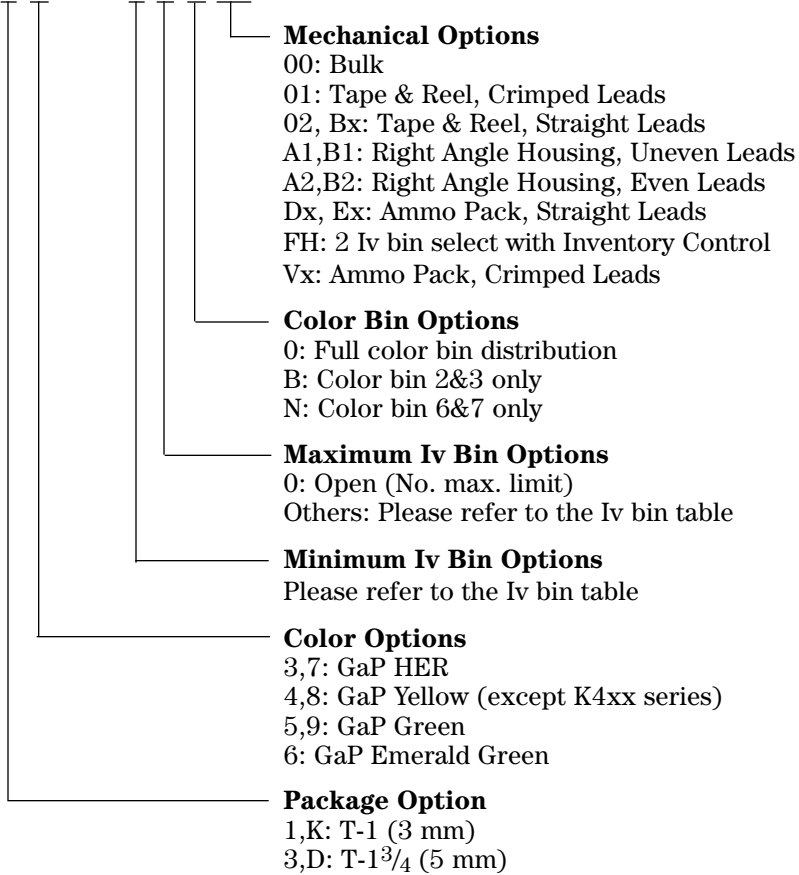 Mechanical Options
00: Bulk
01: Tape & Reel, Crimped Leads
02, Bx: Tape & Reel, Straight Leads
A1,B1: Right Angle Housing, Uneven Leads
A2,B2: Right Angle Housing, Even Leads
Dx, Ex: Ammo Pack, Straight Leads
FH: 2 Iv bin select with Inventory Control
Vx: Ammo Pack, Crimped Leads
Color Bin Options
0: Full color bin distribution
B: Color bin 2&3 only
N: Color bin 6&7 only
Maximum Iv Bin Options
0: Open (No. max. limit)
Others: Please refer to the Iv bin table
Minimum Iv Bin Options
Please refer to the Iv bin table
Color Options
3,7: GaP HER
4,8: GaP Yellow (except K4xx series)
5,9: GaP Green
6: GaP Emerald Green
Package Option
1,K: T-1 (3 mm)
3,D: T-13/4 (5 mm)